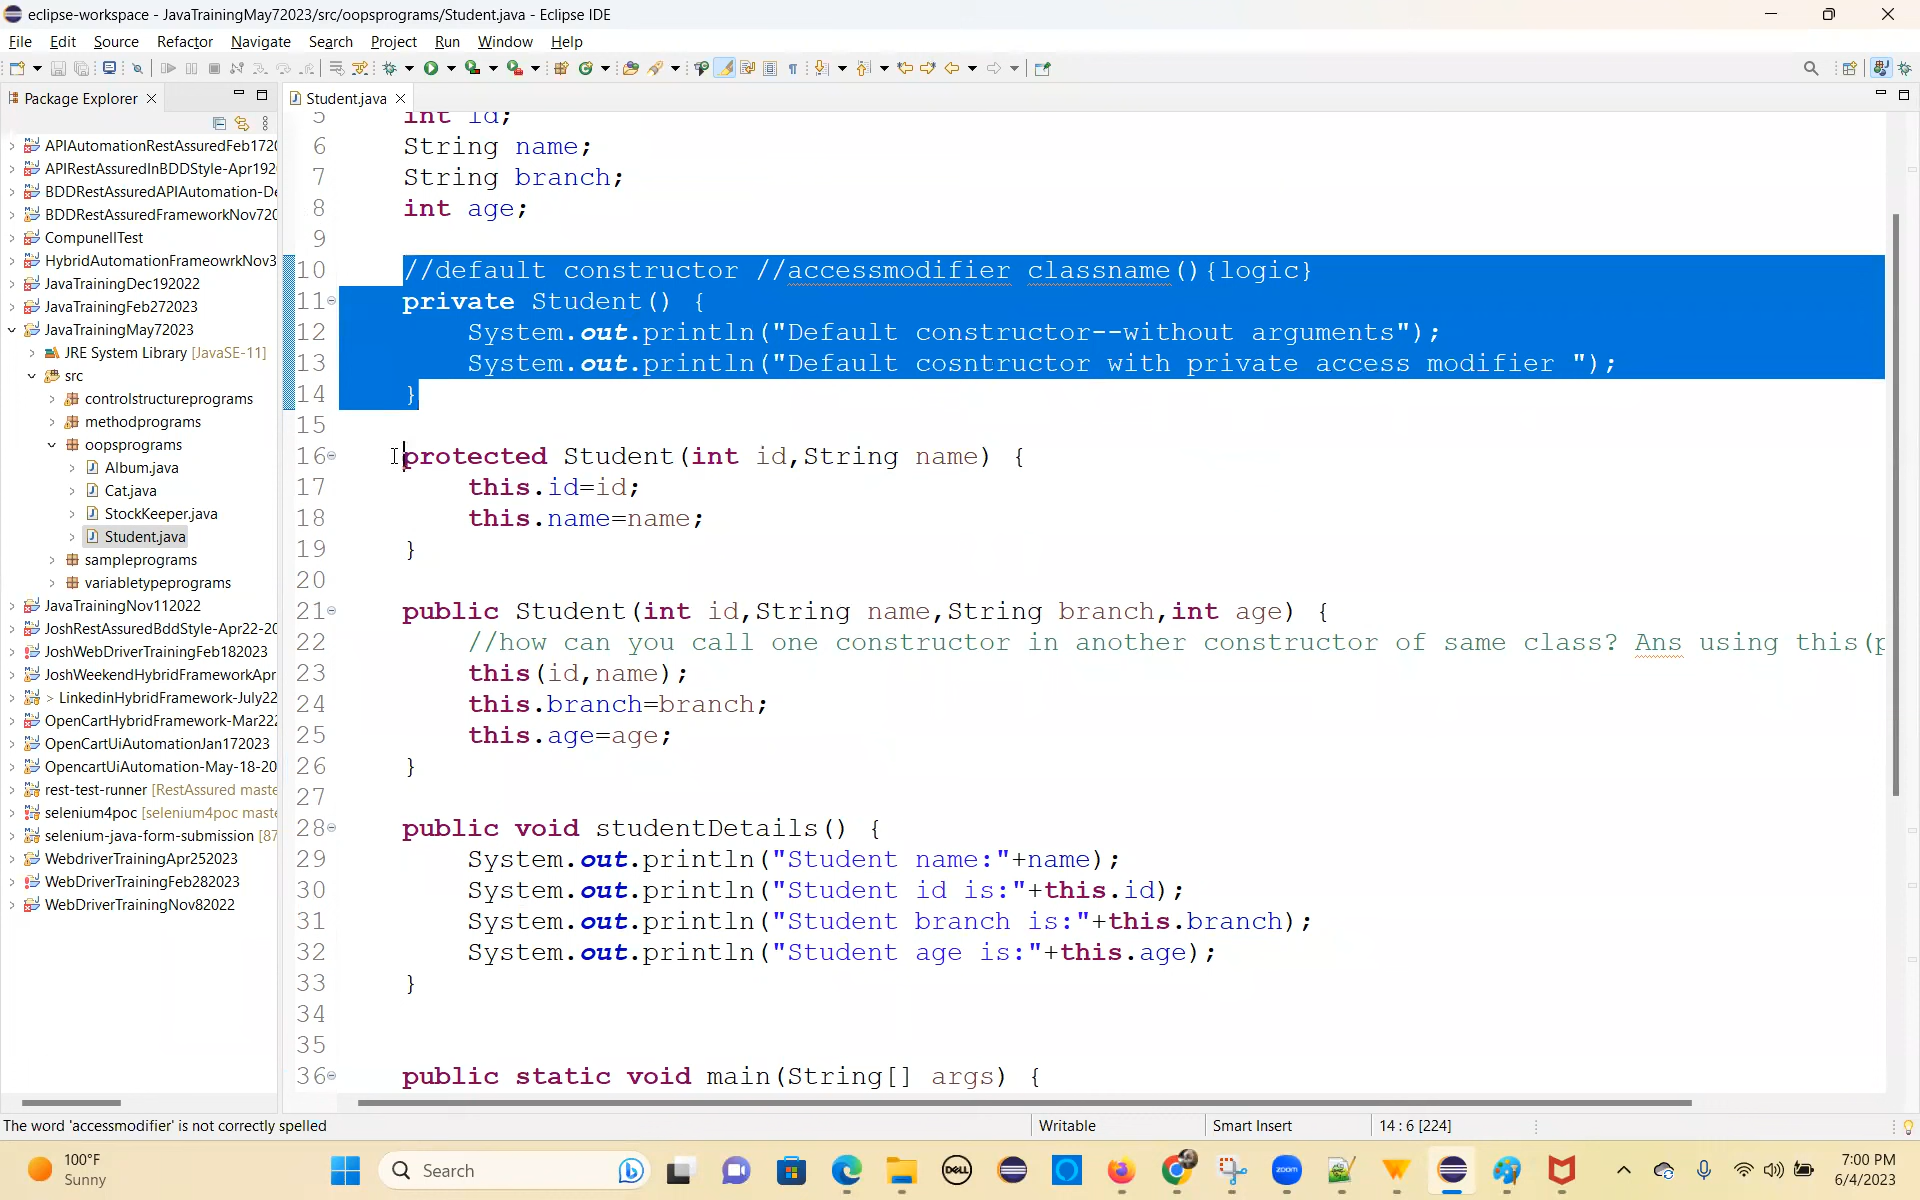 eclipse-workspace - JavaTrainingMay72023/src/oopsprograms/Student.java - Eclipse IDE
File Edit Source Refactor Navigate Search Project Run Window Help
Package Explorer
Student.java
APIAutomationRestAssuredFeb1720
APIRestAssuredInBDDStyle-Apr192
BDDRestAssuredAPIAutomation-De
BDDRestAssuredFrameworkNov720
CompunellTest
HybridAutomationFrameowrkNov3
JavaTrainingDec192022
JavaTrainingFeb272023
JavaTrainingMay72023
JRE System Library [JavaSE-11]
src
controlstructureprograms
methodprograms
oopsprograms
Album.java
Cat.java
StockKeeper.java
Student.java
sampleprograms
variabletypeprograms
JavaTrainingNov112022
JoshRestAssuredBddStyle-Apr22-20
JoshWebDriverTrainingFeb182023
JoshWeekendHybridFrameworkApr
> LinkedinHybridFramework-July22
OpenCartHybridFramework-Mar222
OpenCartUiAutomationJan172023
OpencartUiAutomation-May-18-20
rest-test-runner [RestAssured maste
selenium4poc [selenium4poc maste
selenium-java-form-submission [87
WebdriverTrainingApr252023
WebDriverTrainingFeb282023
WebDriverTrainingNov82022
5 int id;
6 String name;
7 String branch;
8 int age;
9
10 //default constructor //accessmodifier classname(){logic}
11 private Student() {
12 System.out.println("Default constructor--without arguments");
13 System.out.println("Default cosntructor with private access modifier ");
14 }
15
16 protected Student(int id,String name) {
17 this.id=id;
18 this.name=name;
19 }
20
21 public Student(int id,String name,String branch,int age) {
22 //how can you call one constructor in another constructor of same class? Ans using this(p
23 this(id,name);
24 this.branch=branch;
25 this.age=age;
26 }
27
28 public void studentDetails() {
29 System.out.println("Student name:"+name);
30 System.out.println("Student id is:"+this.id);
31 System.out.println("Student branch is:"+this.branch);
32 System.out.println("Student age is:"+this.age);
33 }
34
35
36 public static void main(String[] args) {
The word 'accessmodifier' is not correctly spelled
Writable
Smart Insert
14 : 6 [224]
100°F
Sunny
Search
DELL
zoom
7:00 PM
6/4/2023